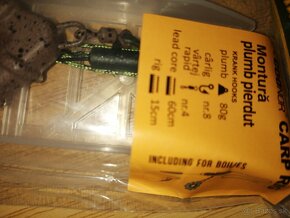 CARP
Montură
plumb pierdut
KRANK HOOKS
plumb 80g
cârlig nr.8
vârtej rapid nr.4
lead core 60cm
rig 15cm
INCLUDING FOR BOILIES